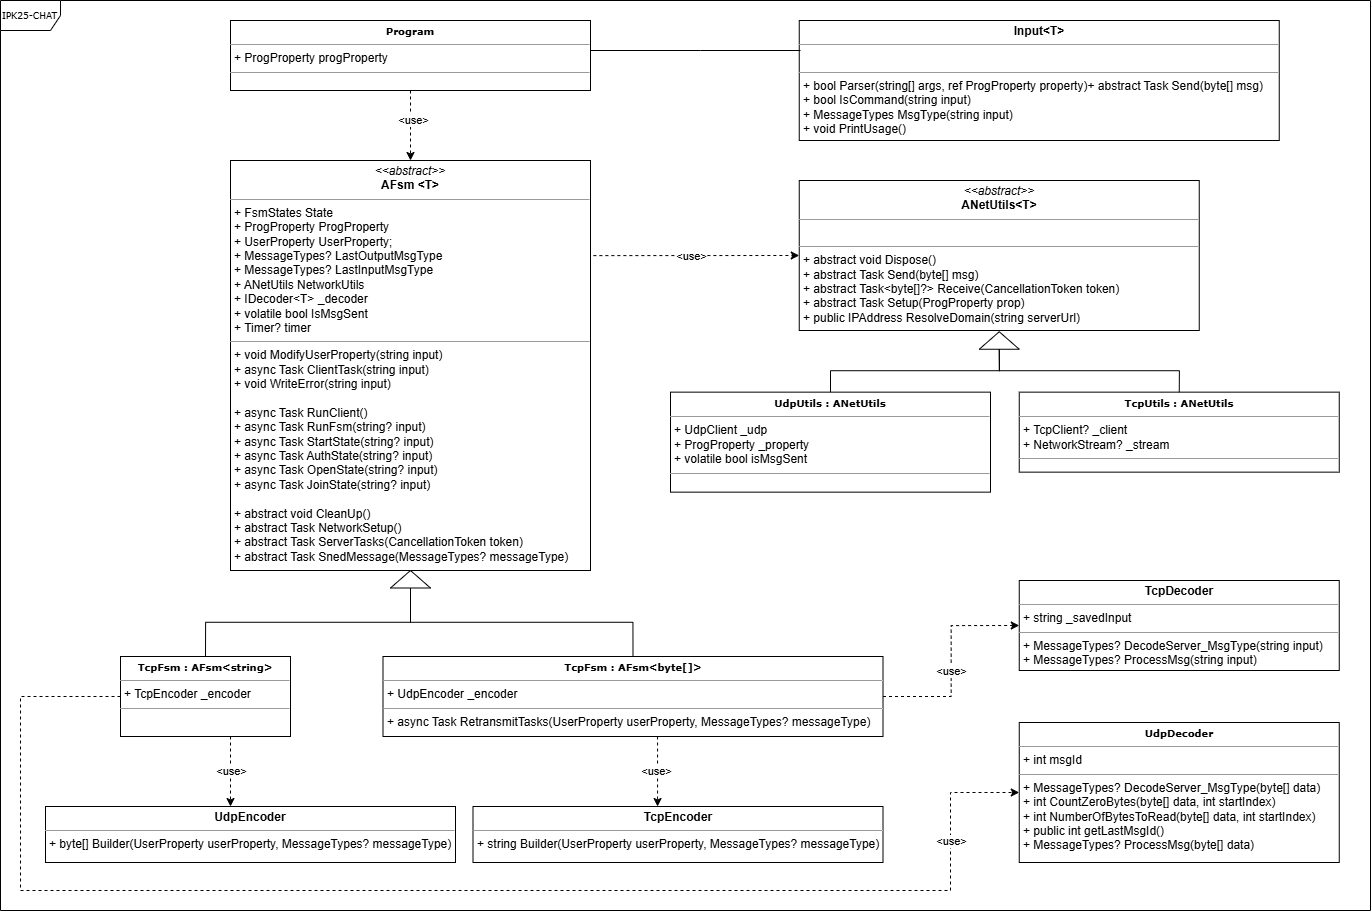 IPK25-CHAT
Program
+ ProgProperty progProperty
Input<T>
+ bool Parser(string[] args, ref ProgProperty property)+ abstract Task Send(byte[] msg)
+ bool IsCommand(string input)
+ MessageTypes MsgType(string input)
+ void PrintUsage()
<use>
<<abstract>>
AFsm <T>
+ FsmStates State
+ ProgProperty ProgProperty
+ UserProperty UserProperty;
+ MessageTypes? LastOutputMsgType
+ MessageTypes? LastInputMsgType
+ ANetUtils NetworkUtils
+ IDecoder<T> _decoder
+ volatile bool IsMsgSent
+ Timer? timer
+ void ModifyUserProperty(string input)
+ async Task ClientTask(string input)
+ void WriteError(string input)
+ async Task RunClient()
+ async Task RunFsm(string? input)
+ async Task StartState(string? input)
+ async Task AuthState(string? input)
+ async Task OpenState(string? input)
+ async Task JoinState(string? input)
+ abstract void CleanUp()
+ abstract Task NetworkSetup()
+ abstract Task ServerTasks(CancellationToken token)
+ abstract Task SnedMessage(MessageTypes? messageType)
<use>
<<abstract>>
ANetUtils<T>
+ abstract void Dispose()
+ abstract Task Send(byte[] msg)
+ abstract Task<byte[]?> Receive(CancellationToken token)
+ abstract Task Setup(ProgProperty prop)
+ public IPAddress ResolveDomain(string serverUrl)
UdpUtils : ANetUtils
+ UdpClient _udp
+ ProgProperty _property
+ volatile bool isMsgSent
TcpUtils : ANetUtils
+ TcpClient? _client
+ NetworkStream? _stream
TcpFsm : AFsm<string>
+ TcpEncoder _encoder
TcpFsm : AFsm<byte[]>
+ UdpEncoder _encoder
+ async Task RetransmitTasks(UserProperty userProperty, MessageTypes? messageType)
<use>
TcpDecoder
+ string _savedInput
+ MessageTypes? DecodeServer_MsgType(string input)
+ MessageTypes? ProcessMsg(string input)
<use>
<use>
UdpEncoder
+ byte[] Builder(UserProperty userProperty, MessageTypes? messageType)
TcpEncoder
+ string Builder(UserProperty userProperty, MessageTypes? messageType)
<use>
UdpDecoder
+ int msgId
+ MessageTypes? DecodeServer_MsgType(byte[] data)
+ int CountZeroBytes(byte[] data, int startIndex)
+ int NumberOfBytesToRead(byte[] data, int startIndex)
+ public int getLastMsgId()
+ MessageTypes? ProcessMsg(byte[] data)